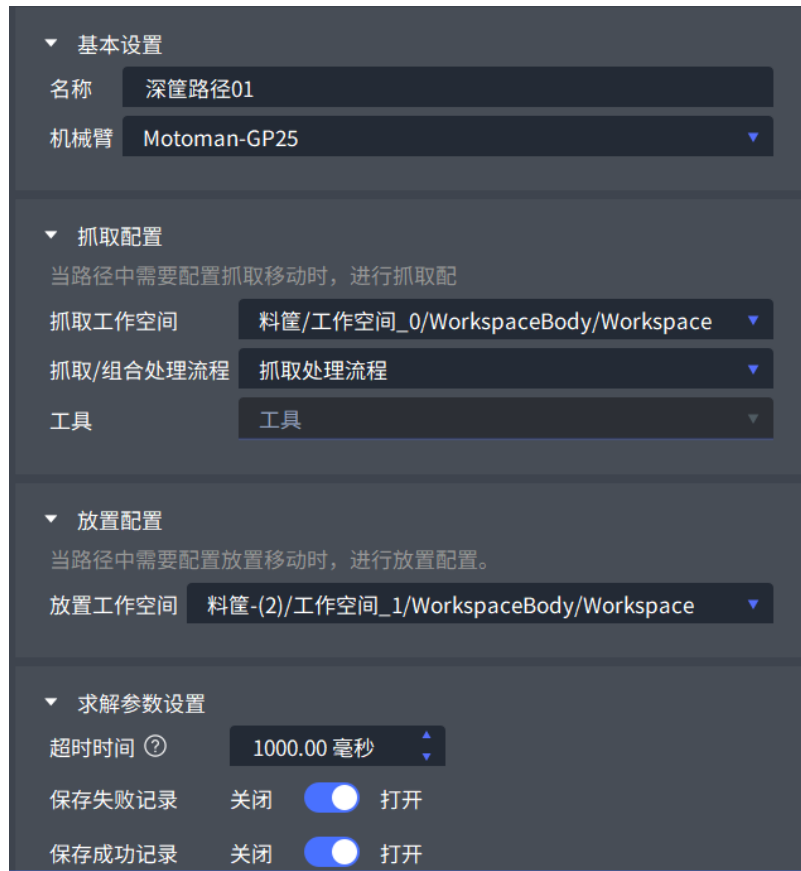 基本设置
名称 深筐路径01
机械臂 Motoman-GP25
抓取配置
当路径中需要配置抓取移动时，进行抓取配
抓取工作空间 料筐/工作空间_0/WorkspaceBody/Workspace
抓取/组合处理流程 抓取处理流程
工具 工具
放置配置
当路径中需要配置放置移动时，进行放置配置。
放置工作空间 料筐-(2)/工作空间_1/WorkspaceBody/Workspace
求解参数设置
超时时间 ? 1000.00 毫秒
保存失败记录 关闭 打开
保存成功记录 关闭 打开